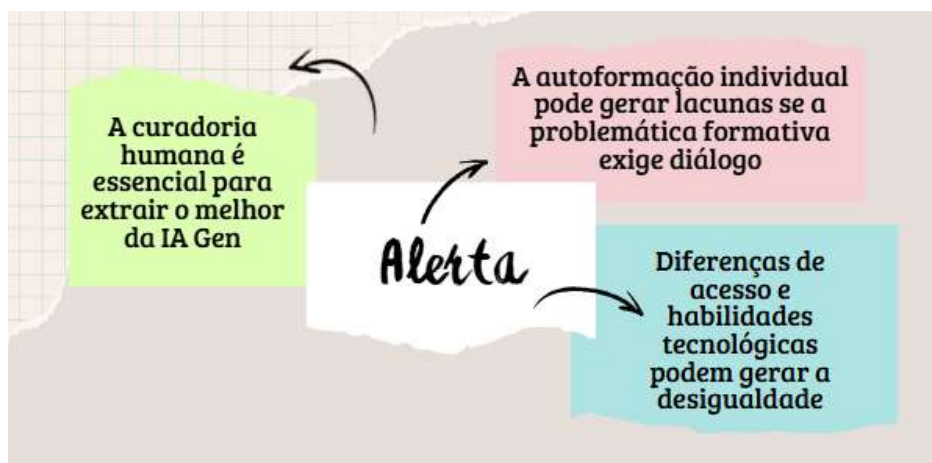 A curadoria
humana é
essencial para
extrair o melhor
da IA Gen
Alerta
A autoformação individual
pode gerar lacunas se a
problemática formativa
exige diálogo
Diferenças de
acesso e
habilidades
tecnológicas
podem gerar a
desigualdade